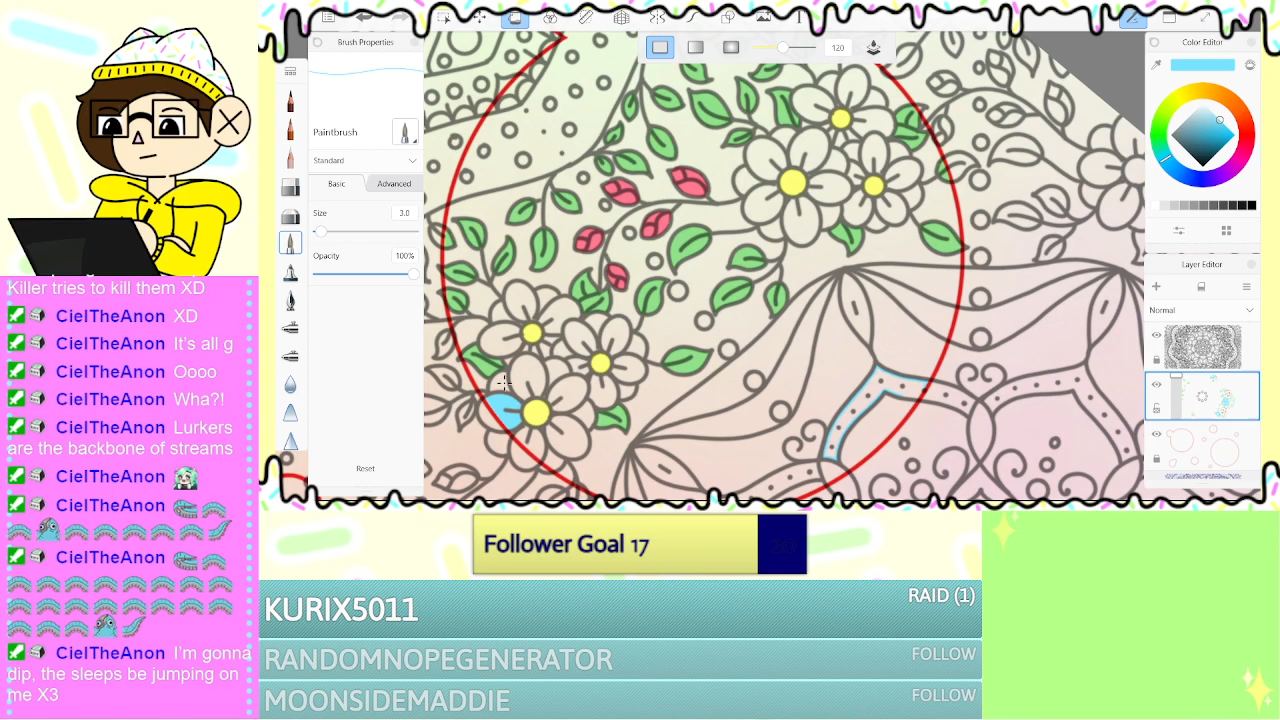 Brush Properties
Paintbrush
Standard
Basic
Advanced
Size
3.0
Opacity
100%
Reset
120
Color Editor
Layer Editor
Normal
Killer tries to kill them XD
CielTheAnon XD
CielTheAnon It's all g
CielTheAnon Oooo
CielTheAnon Wha?!
CielTheAnon Lurkers
are the backbone of streams
CielTheAnon
CielTheAnon
CielTheAnon
CielTheAnon I'm gonna
dip, the sleeps be jumping on
me X3
Follower Goal 17
KURIX5011
RAID (1)
RANDOMNOPEGENERATOR
FOLLOW
MOONSIDEMADDIE
FOLLOW